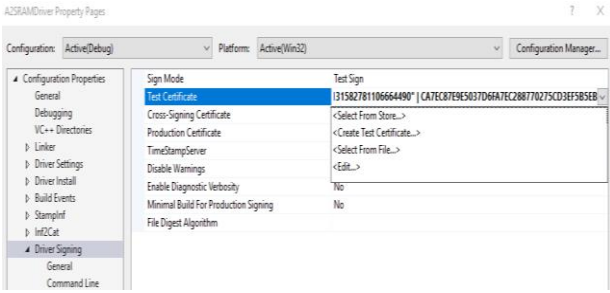 A2SRAMDriver Property Pages
? X
Configuration: Active(Debug) Platform: Active(Win32) Configuration Manager...
Configuration Properties
General
Debugging
VC++ Directories
Linker
Driver Settings
Driver Install
Build Events
StampInf
Inf2Cat
Driver Signing
General
Command Line
Sign Mode Test Sign
Test Certificate I31582781106664490" | CA7EC87E9E5037D6FA7EC288770275CD3EF5B5EB
Cross-Signing Certificate <Select From Store...>
Production Certificate <Create Test Certificate...>
TimeStampServer <Select From File...>
Disable Warnings <Edit...>
Enable Diagnostic Verbosity No
Minimal Build For Production Signing No
File Digest Algorithm